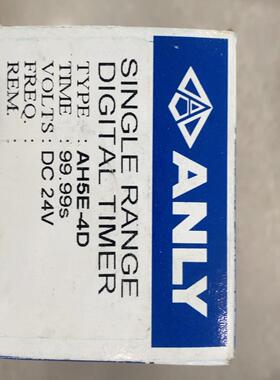 ANLY
SINGLE RANGE
DIGITAL TIMER
TYPE : AH5E-4D
TIME : 99.99s
VOLTS : DC 24V
FREQ. :
REM. :